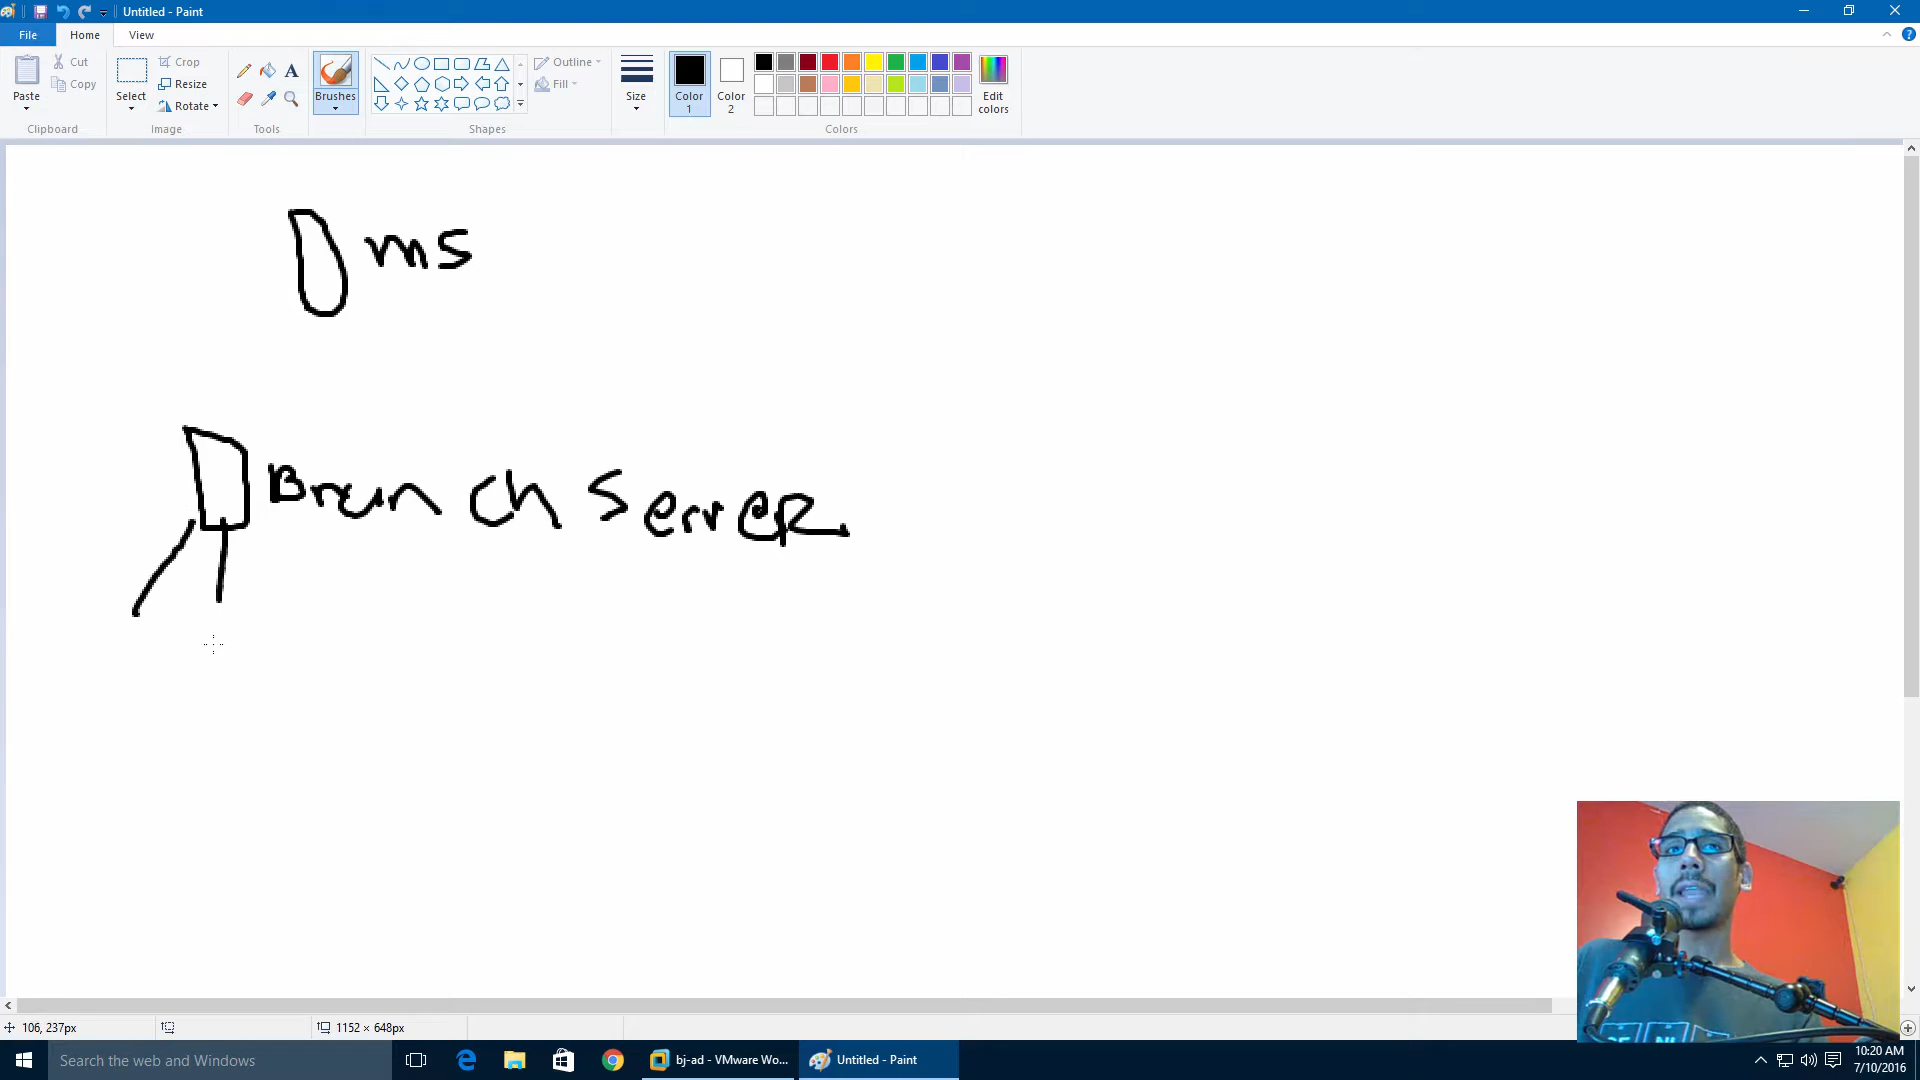 Untitled - Paint
File Home View
Paste
Cut
Copy
Clipboard
Select
Crop
Resize
Rotate
Image
Tools
Brushes
Shapes
Outline
Fill
Size
Color 1
Color 2
Edit colors
Colors
ms
Branch Server
106, 237px
1152 × 648px
Search the web and Windows
bj-ad - VMware Wo...
Untitled - Paint
10:20 AM
7/10/2016